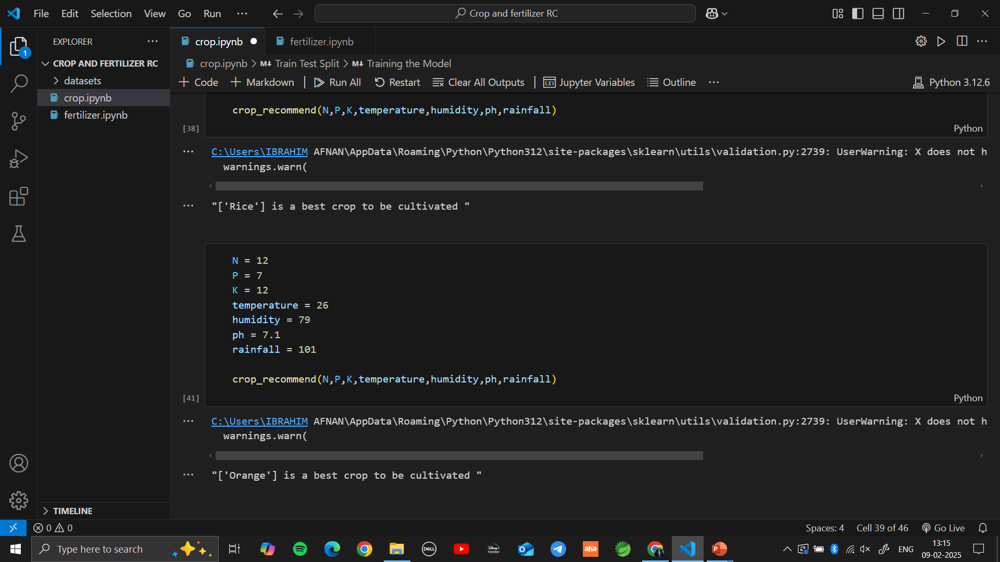 File Edit Selection View Go Run ··· Crop and fertilizer RC
EXPLORER ···
1
CROP AND FERTILIZER RC
datasets
crop.ipynb
fertilizer.ipynb
TIMELINE
crop.ipynb fertilizer.ipynb
crop.ipynb > M↓ Train Test Split > M↓ Training the Model
+ Code + Markdown | Run All Restart Clear All Outputs | Jupyter Variables Outline ··· Python 3.12.6
crop_recommend(N,P,K,temperature,humidity,ph,rainfall)
[38] Python
C:\Users\IBRAHIM AFNAN\AppData\Roaming\Python\Python312\site-packages\sklearn\utils\validation.py:2739: UserWarning: X does not h
warnings.warn(
"['Rice'] is a best crop to be cultivated "
N = 12
P = 7
K = 12
temperature = 26
humidity = 79
ph = 7.1
rainfall = 101
crop_recommend(N,P,K,temperature,humidity,ph,rainfall)
[41] Python
C:\Users\IBRAHIM AFNAN\AppData\Roaming\Python\Python312\site-packages\sklearn\utils\validation.py:2739: UserWarning: X does not h
warnings.warn(
"['Orange'] is a best crop to be cultivated "
0 0 Spaces: 4 Cell 39 of 46 Go Live
Type here to search DELL hotstar aha ENG 13:15
09-02-2025